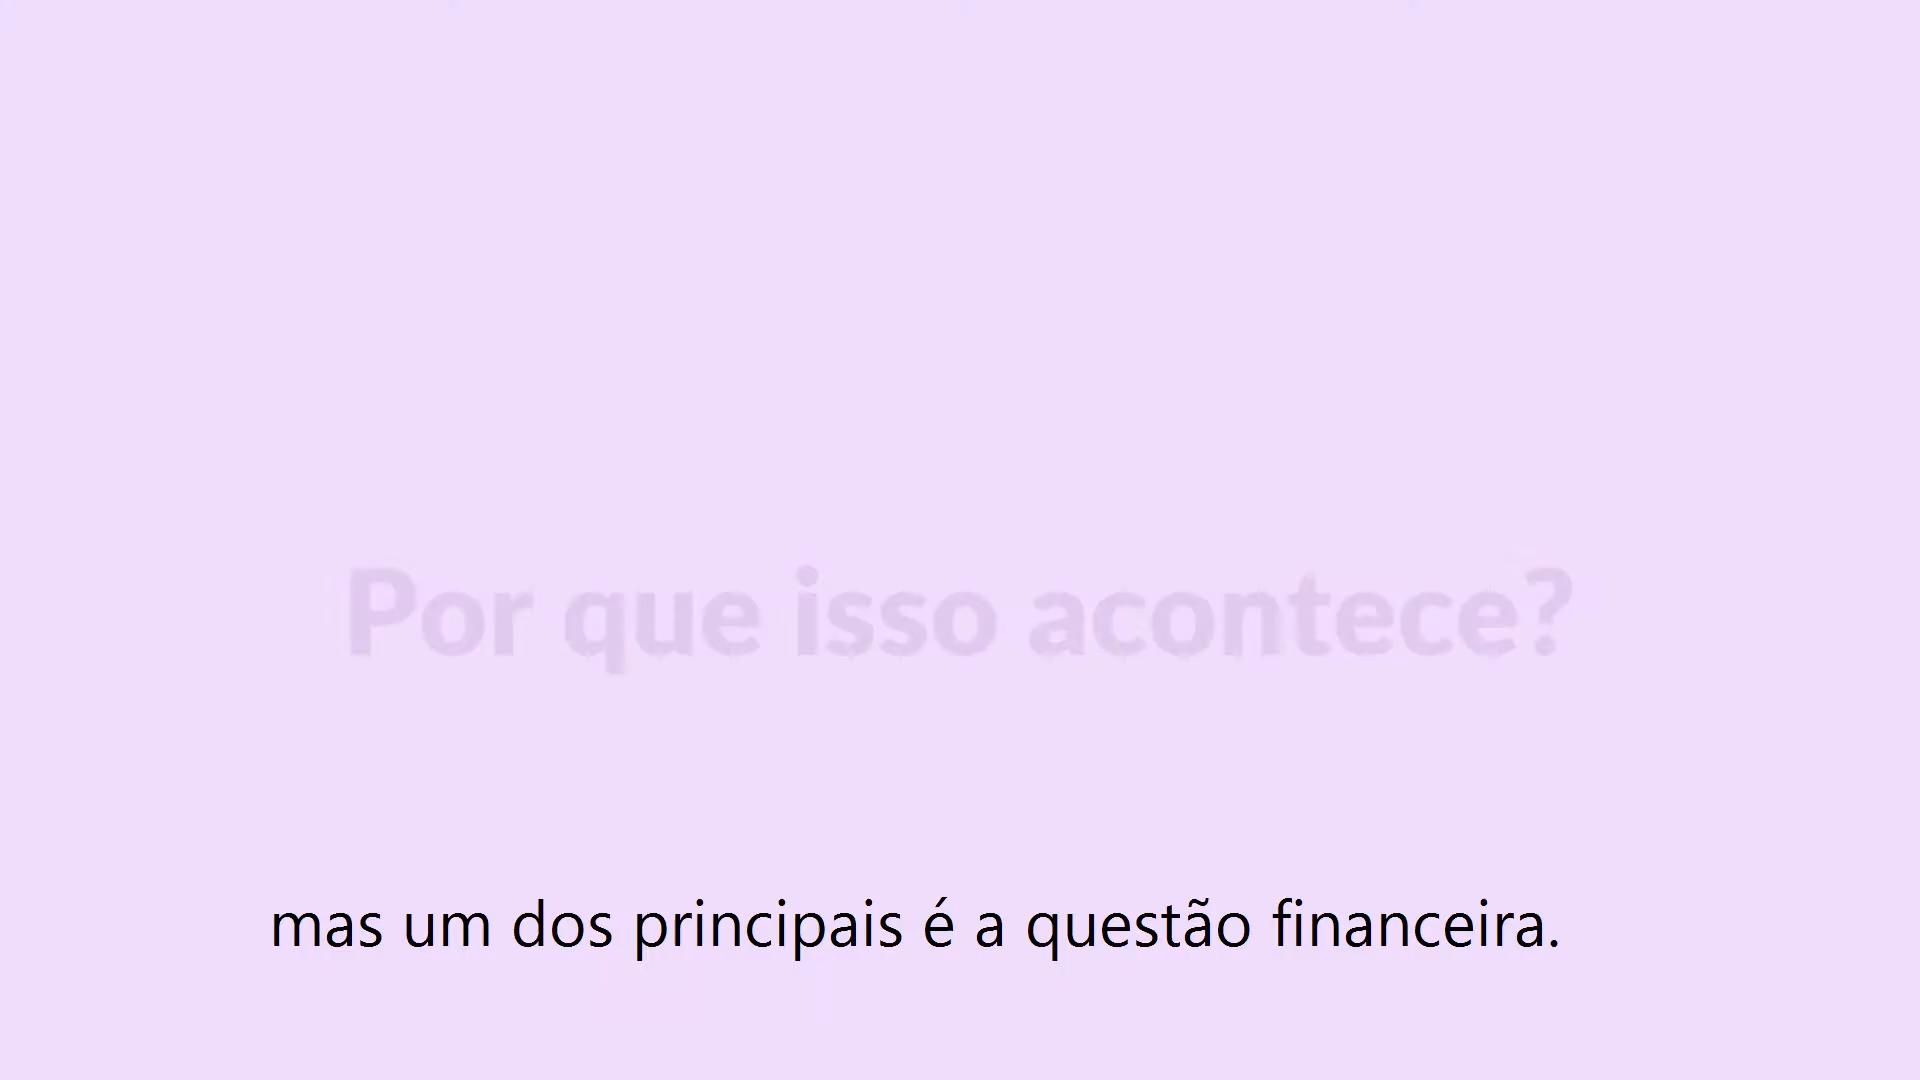 Por que isso acontece?
mas um dos principais é a questão financeira.